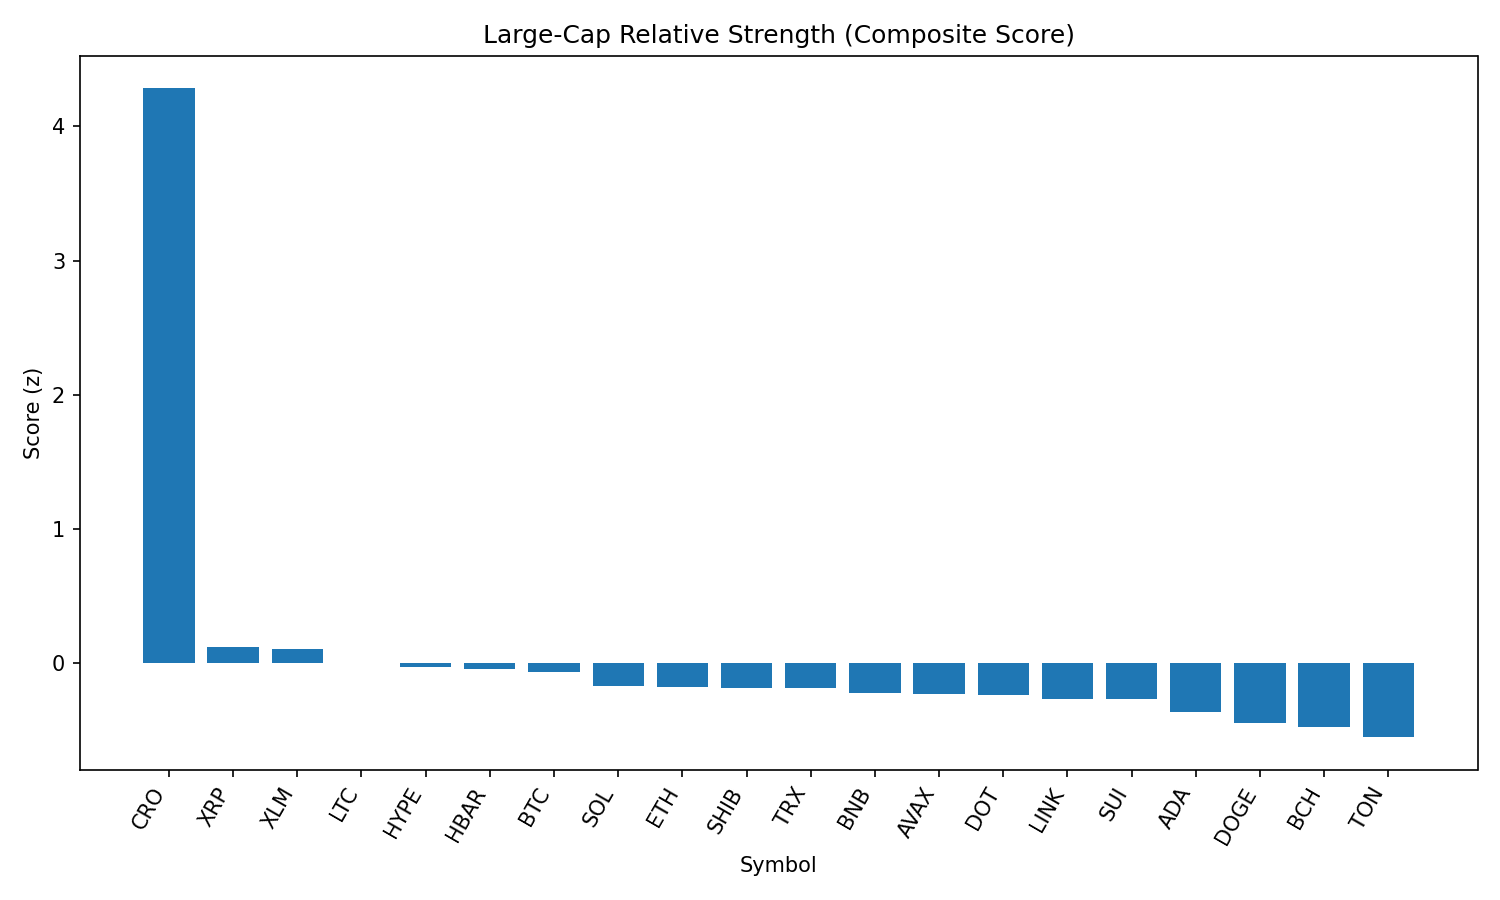 Large-Cap Relative Strength (Composite Score)
Score (z)
4
3
2
1
0
CRO
XRP
XLM
LTC
HYPE
HBAR
BTC
SOL
ETH
SHIB
TRX
BNB
AVAX
DOT
LINK
SUI
ADA
DOGE
BCH
TON
Symbol